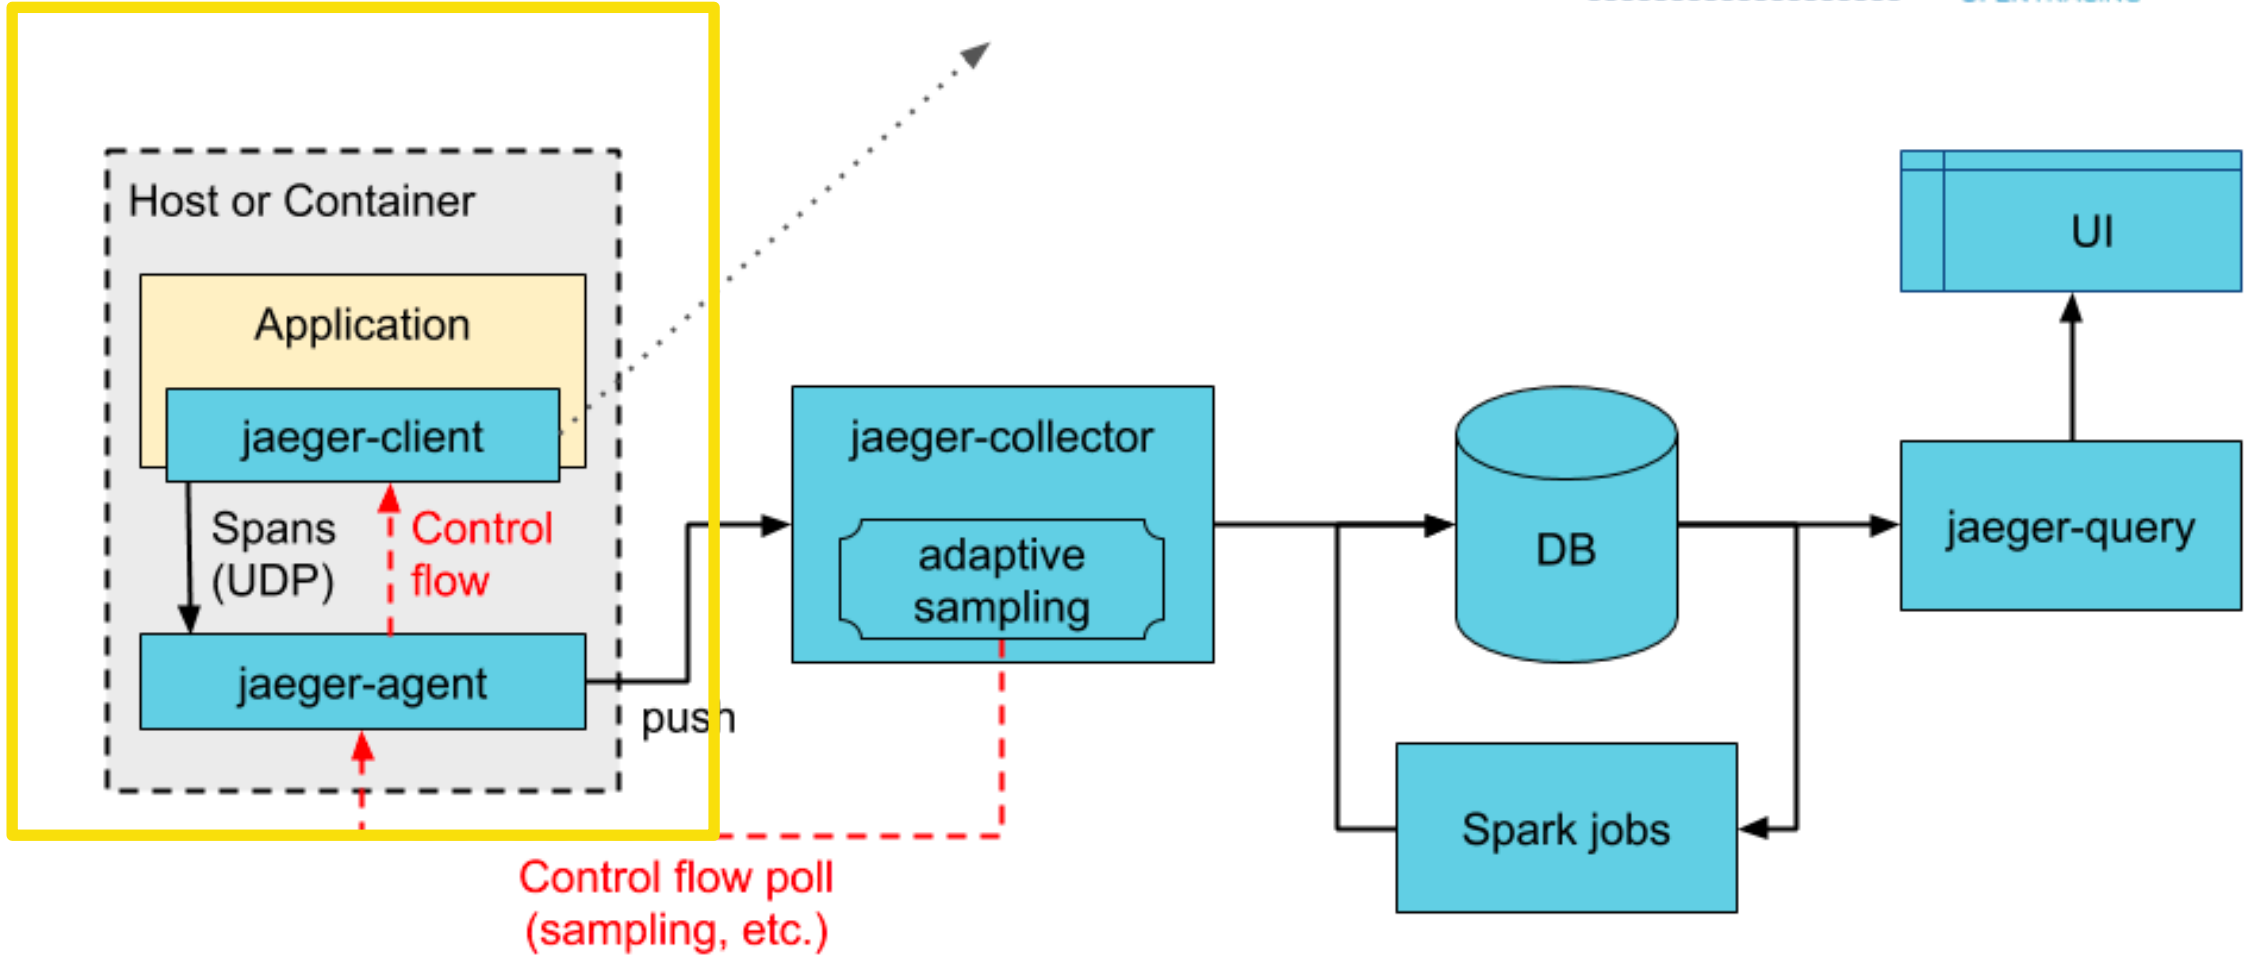 Host or Container
Application
jaeger-client
Spans
(UDP)
Control
flow
jaeger-agent
push
jaeger-collector
adaptive
sampling
Control flow poll
(sampling, etc.)
DB
Spark jobs
UI
jaeger-query